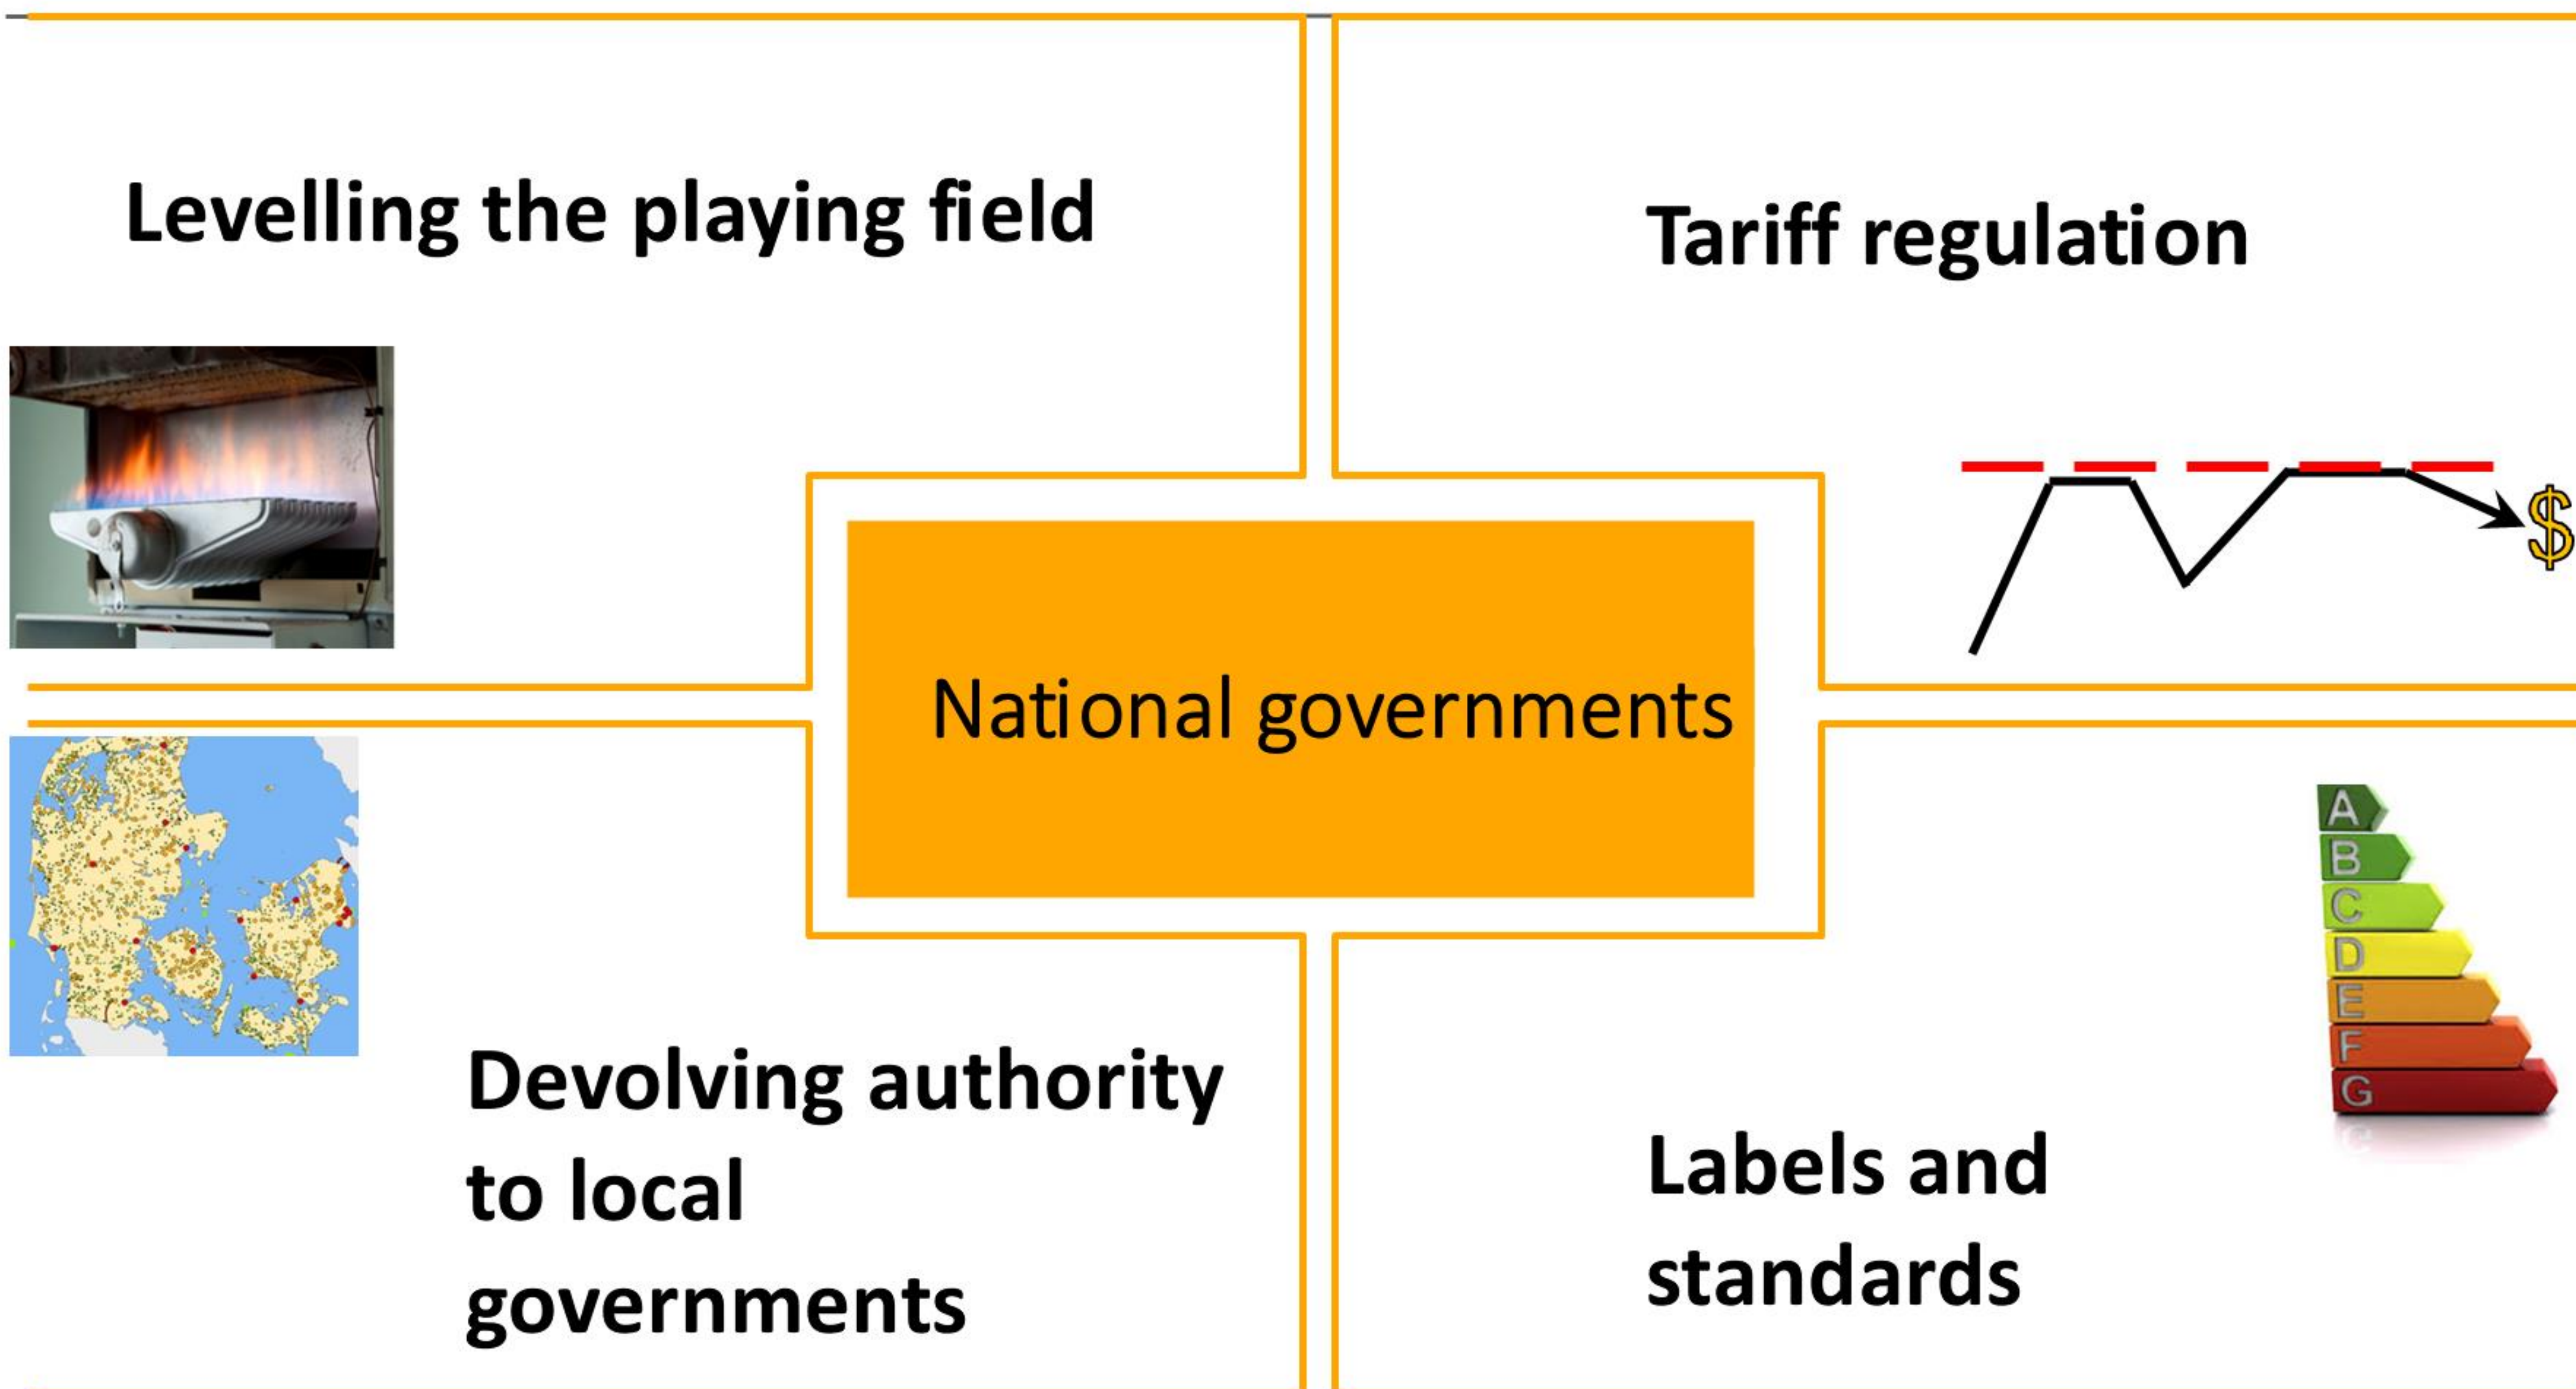 Levelling the playing field
Tariff regulation
$
National governments
A
B
C
D
E
F
G
Devolving authority
to local
governments
Labels and
standards